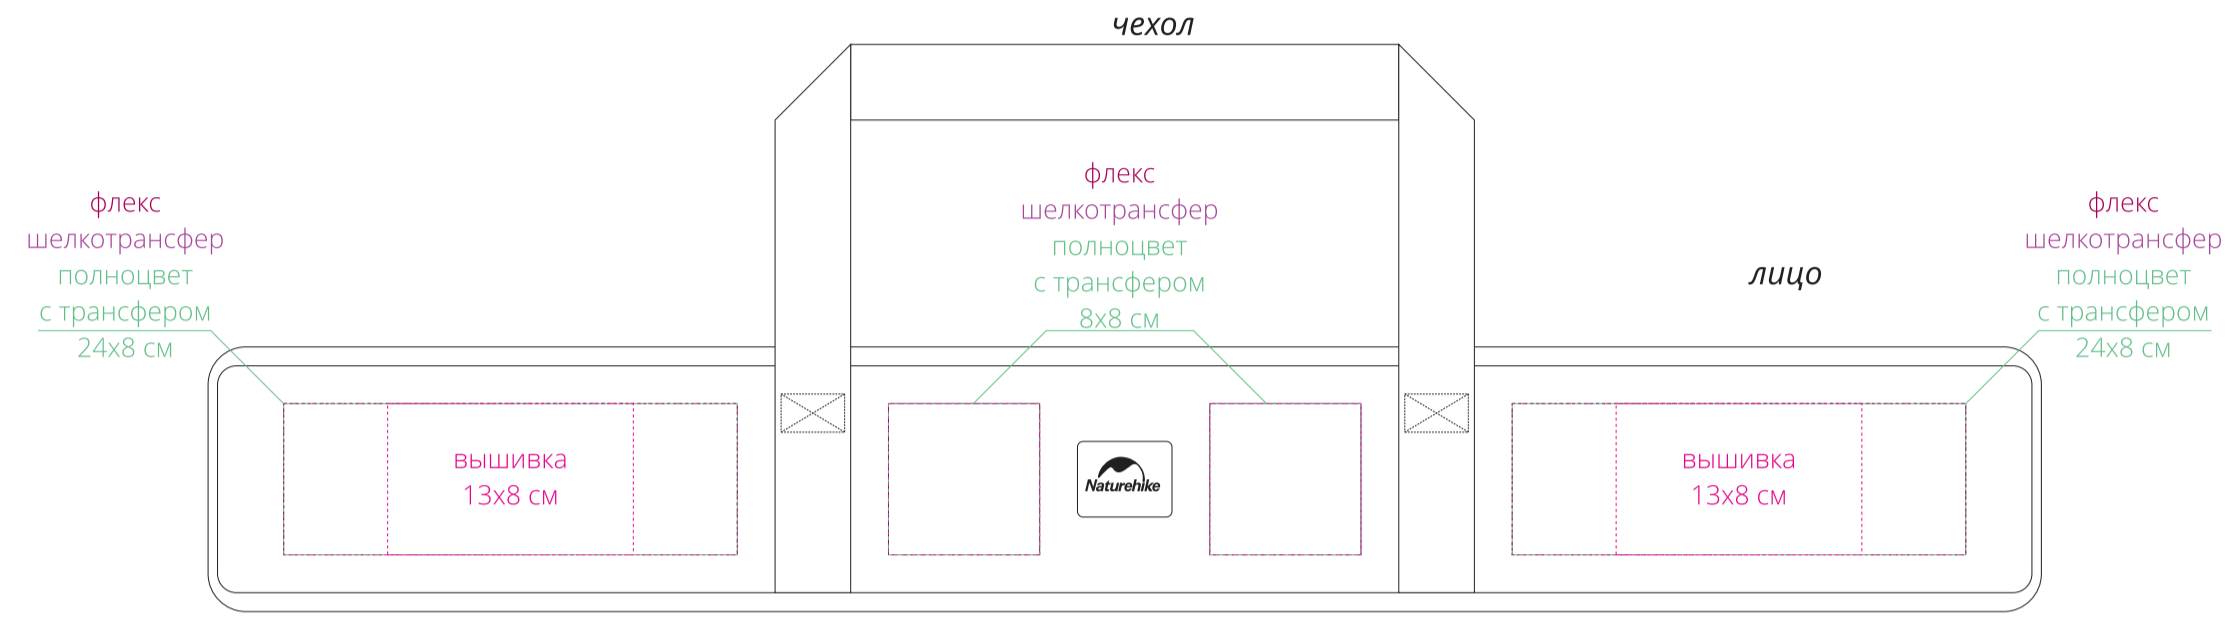 чехол
флекс
шелкотрансфер
полноцвет
с трансфером
24х8 см
флекс
шелкотрансфер
полноцвет
с трансфером
8х8 см
лицо
флекс
шелкотрансфер
полноцвет
с трансфером
24х8 см
вышивка
13х8 см
Naturehike
вышивка
13х8 см